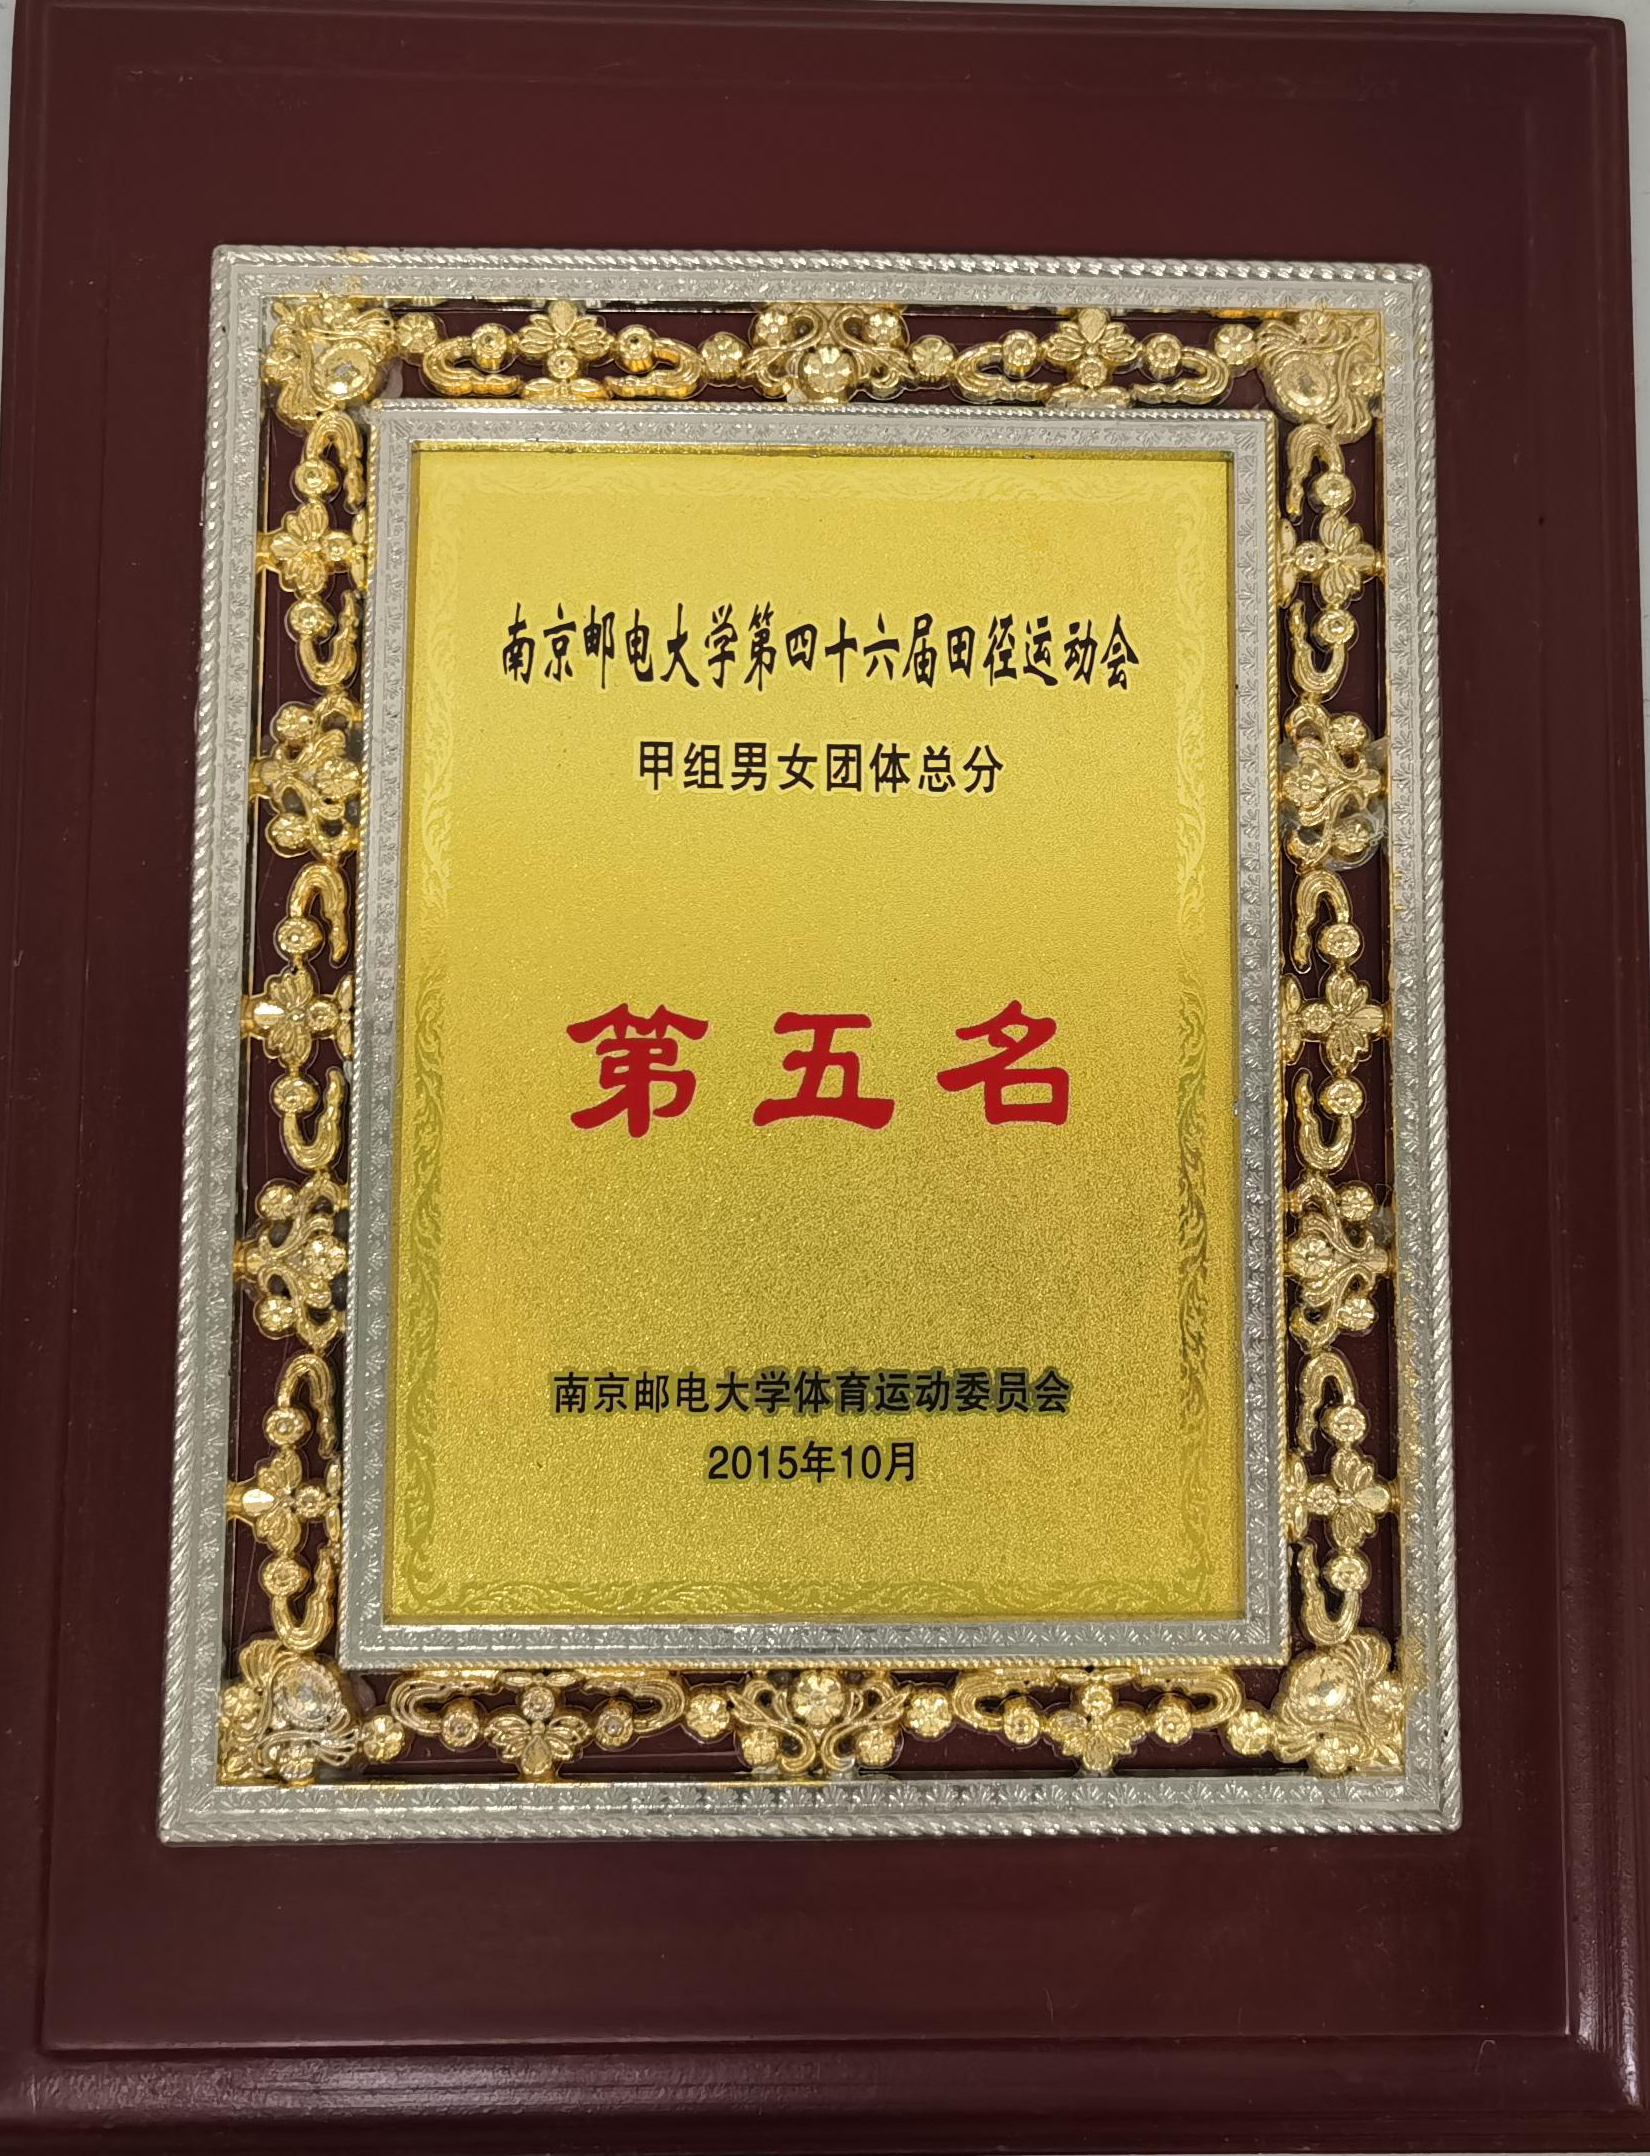 南京邮电大学第四十六届田径运动会
甲组男女团体总分
第五名
南京邮电大学体育运动委员会
2015年10月